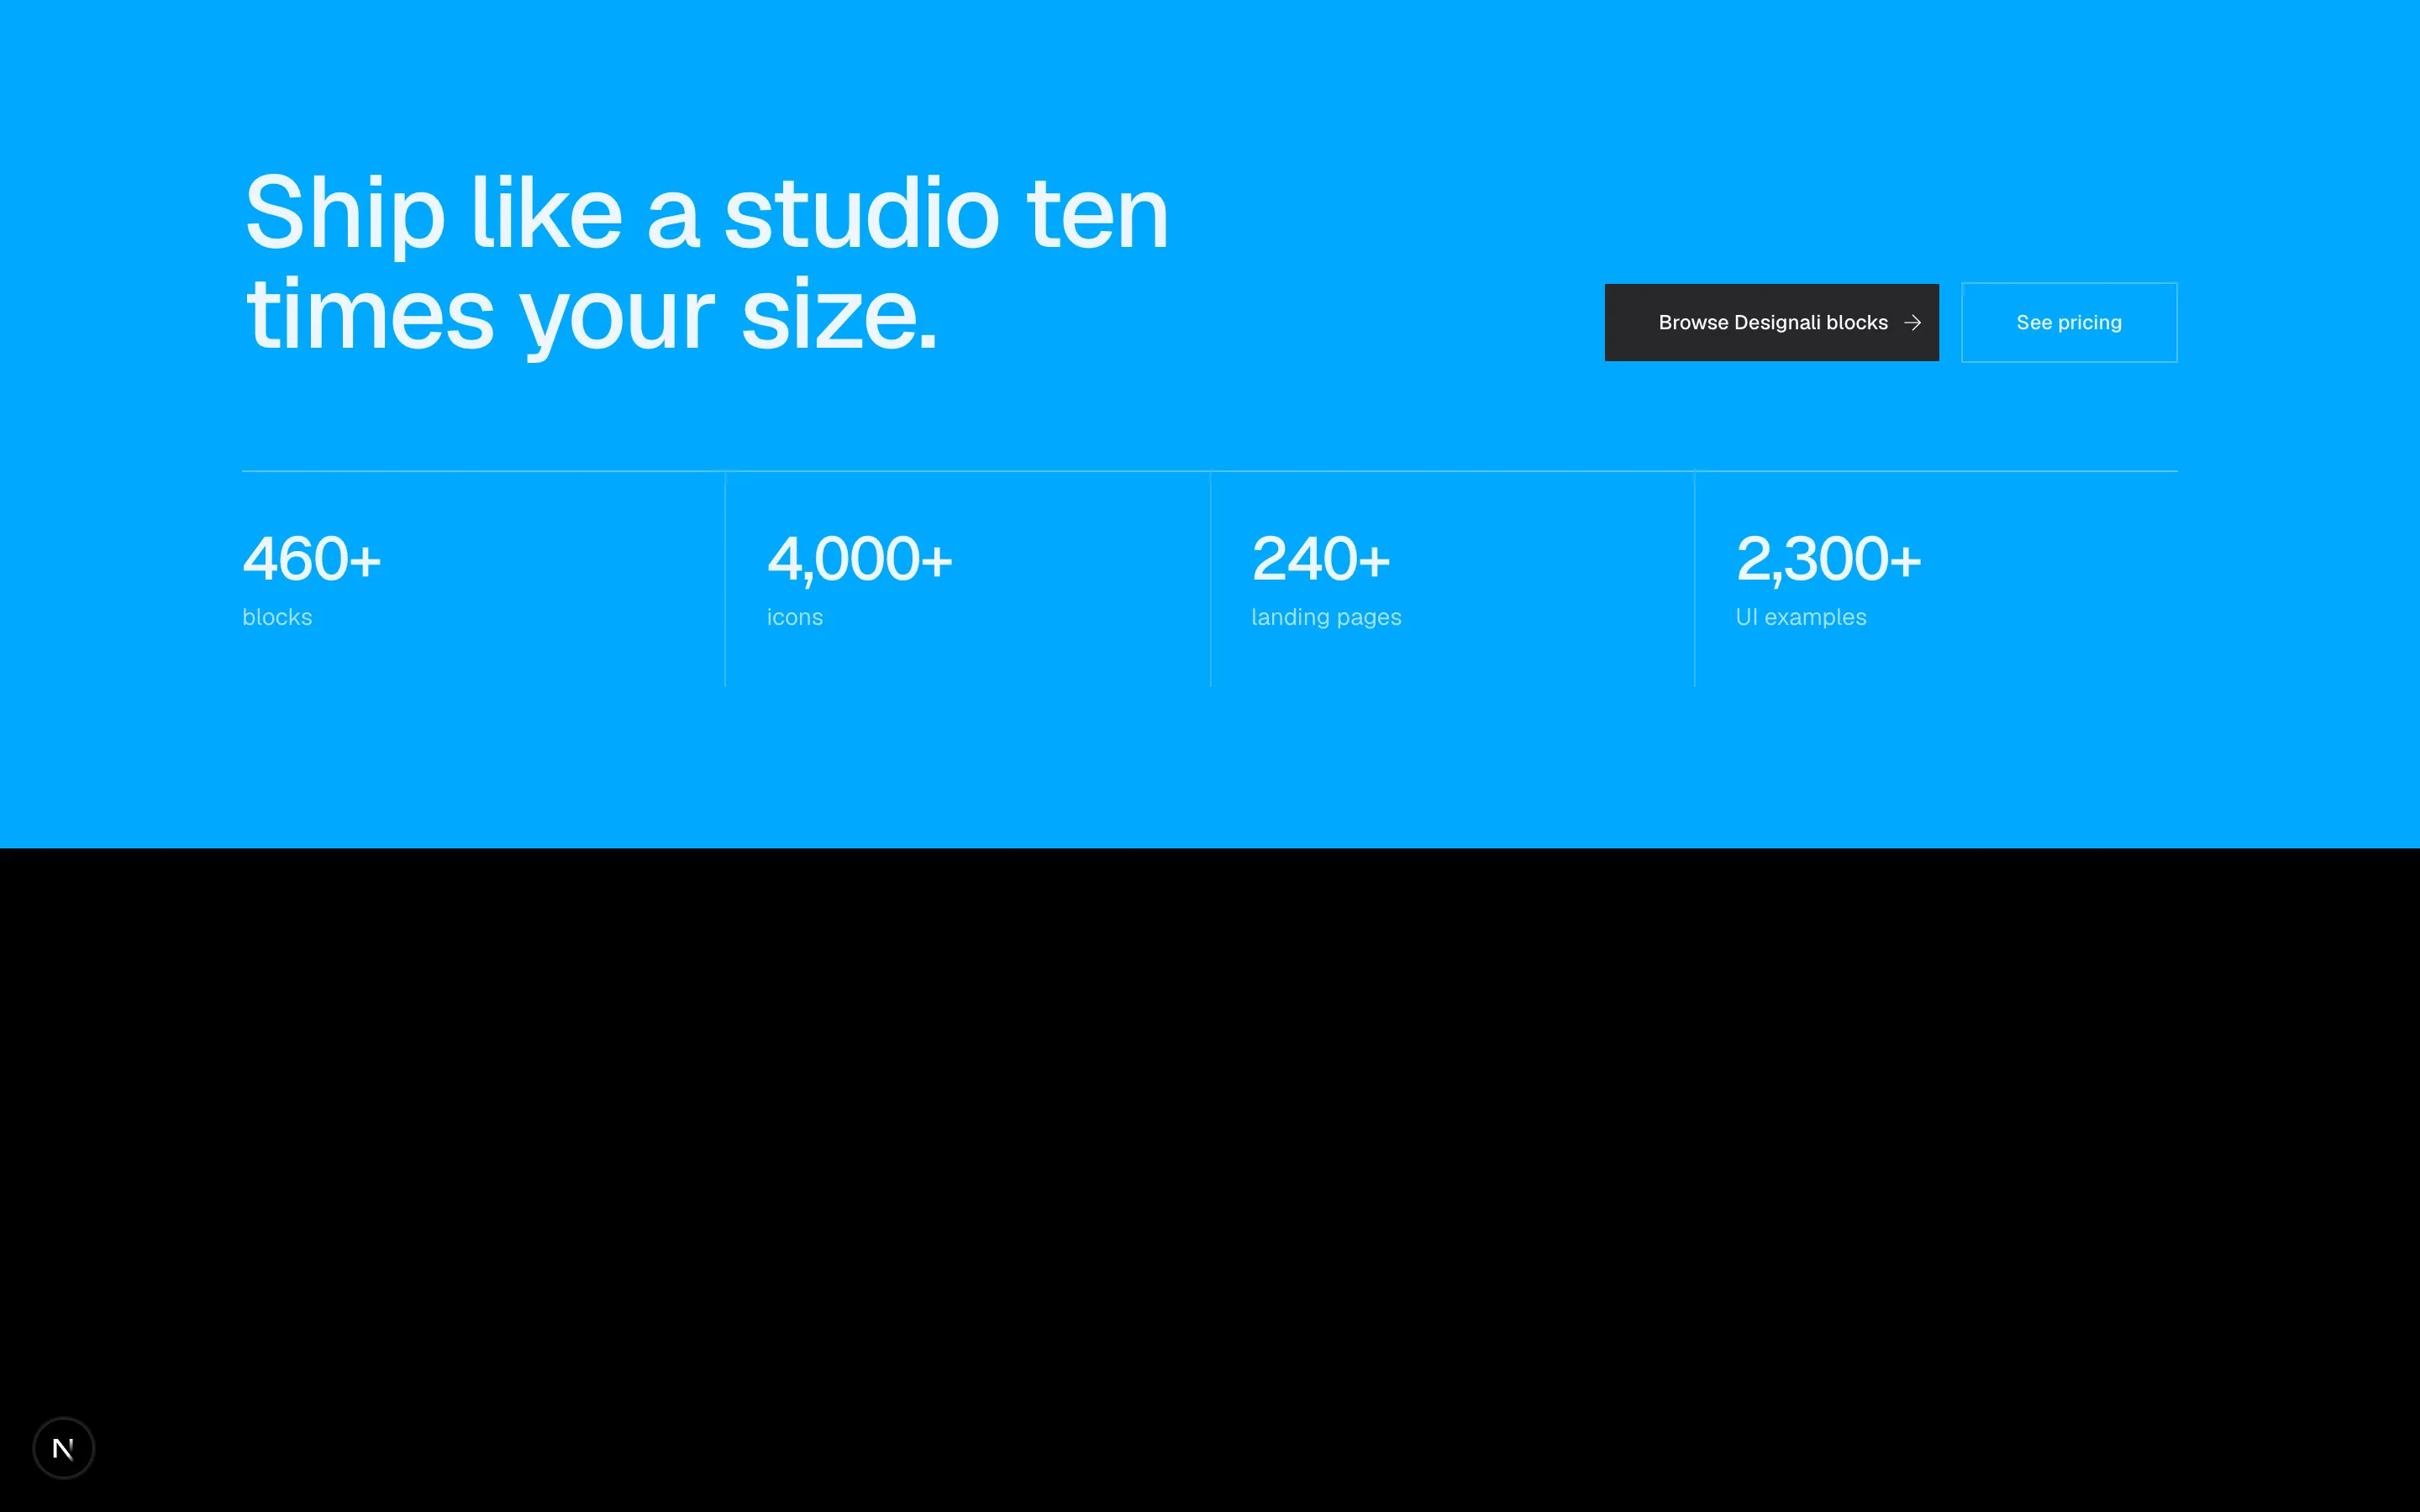 Ship like a studio ten
times your size.
Browse Designali blocks
See pricing
460+
blocks
4,000+
icons
240+
landing pages
2,300+
UI examples
N